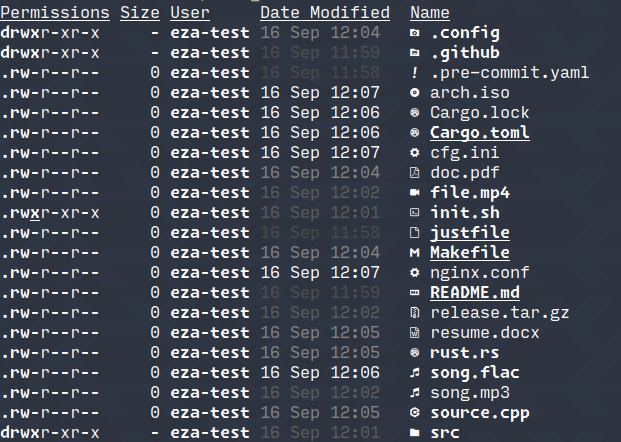 Permissions Size User Date Modified Name
drwxr-xr-x - eza-test 16 Sep 12:04 .config
drwxr-xr-x - eza-test 16 Sep 11:59 .github
.rw-r--r-- 0 eza-test 16 Sep 11:58 ! .pre-commit.yaml
.rw-r--r-- 0 eza-test 16 Sep 12:07 arch.iso
.rw-r--r-- 0 eza-test 16 Sep 12:06 Cargo.lock
.rw-r--r-- 0 eza-test 16 Sep 12:06 Cargo.toml
.rw-r--r-- 0 eza-test 16 Sep 12:07 cfg.ini
.rw-r--r-- 0 eza-test 16 Sep 12:04 doc.pdf
.rw-r--r-- 0 eza-test 16 Sep 12:02 file.mp4
.rwxr-xr-x 0 eza-test 16 Sep 12:01 init.sh
.rw-r--r-- 0 eza-test 16 Sep 11:58 justfile
.rw-r--r-- 0 eza-test 16 Sep 12:04 M Makefile
.rw-r--r-- 0 eza-test 16 Sep 12:07 nginx.conf
.rw-r--r-- 0 eza-test 16 Sep 11:59 README.md
.rw-r--r-- 0 eza-test 16 Sep 12:02 release.tar.gz
.rw-r--r-- 0 eza-test 16 Sep 12:05 resume.docx
.rw-r--r-- 0 eza-test 16 Sep 12:05 rust.rs
.rw-r--r-- 0 eza-test 16 Sep 12:06 song.flac
.rw-r--r-- 0 eza-test 16 Sep 12:02 song.mp3
.rw-r--r-- 0 eza-test 16 Sep 12:05 source.cpp
drwxr-xr-x - eza-test 16 Sep 12:01 src